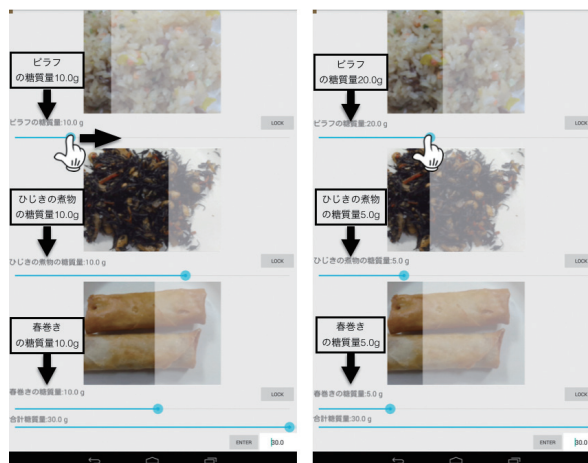 ピラフ
の糖質量10.0g
ピラフの糖質量:10.0 g
LOCK
ひじきの煮物
の糖質量10.0g
ひじきの煮物の糖質量:10.0 g
LOCK
春巻き
の糖質量10.0g
春巻きの糖質量:10.0 g
LOCK
合計糖質量:30.0 g
ENTER
30.0
ピラフ
の糖質量20.0g
ピラフの糖質量:20.0 g
LOCK
ひじきの煮物
の糖質量5.0g
ひじきの煮物の糖質量:5.0 g
LOCK
春巻き
の糖質量5.0g
春巻きの糖質量:5.0 g
LOCK
合計糖質量:30.0 g
ENTER
30.0